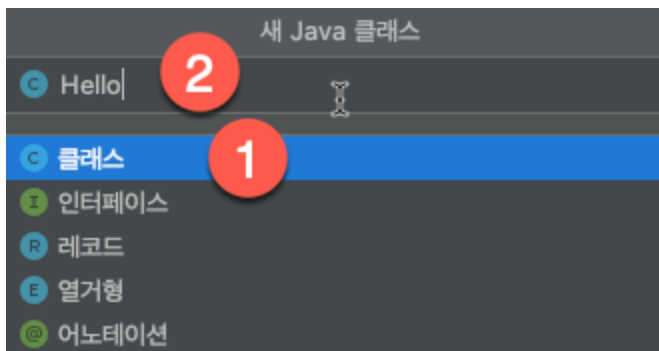 새 Java 클래스
C Hello 2
C 클래스 1
I 인터페이스
R 레코드
E 열거형
@ 어노테이션